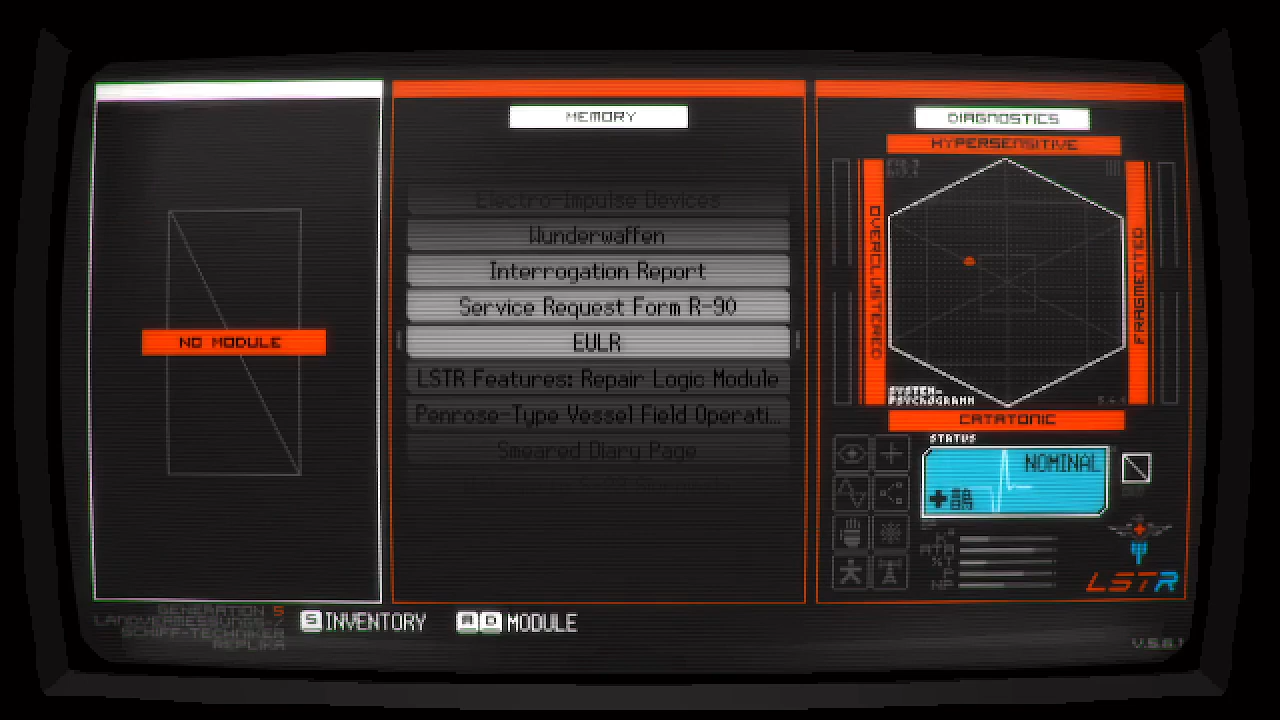 MEMORY
DIAGNOSTICS
HYPERSENSITIVE
Electro-Impulse Devices
Wunderwaffen
Interrogation Report
Service Request Form R-90
EULR
NO MODULE
LSTR Features: Repair Logic Module
Penrose-Type Vessel Field Operati...
Smeared Diary Page
OVERCLUSTERED
FRAGMENTED
SYSTEM-
PSYCHOGRAMM
CATATONIC
STATUS
NOMINAL
LSTR
GENERATION 5
LANDVERMESSUNGS-/
SCHIFF-TECHNIKER
REPLIKA
S INVENTORY
A D MODULE